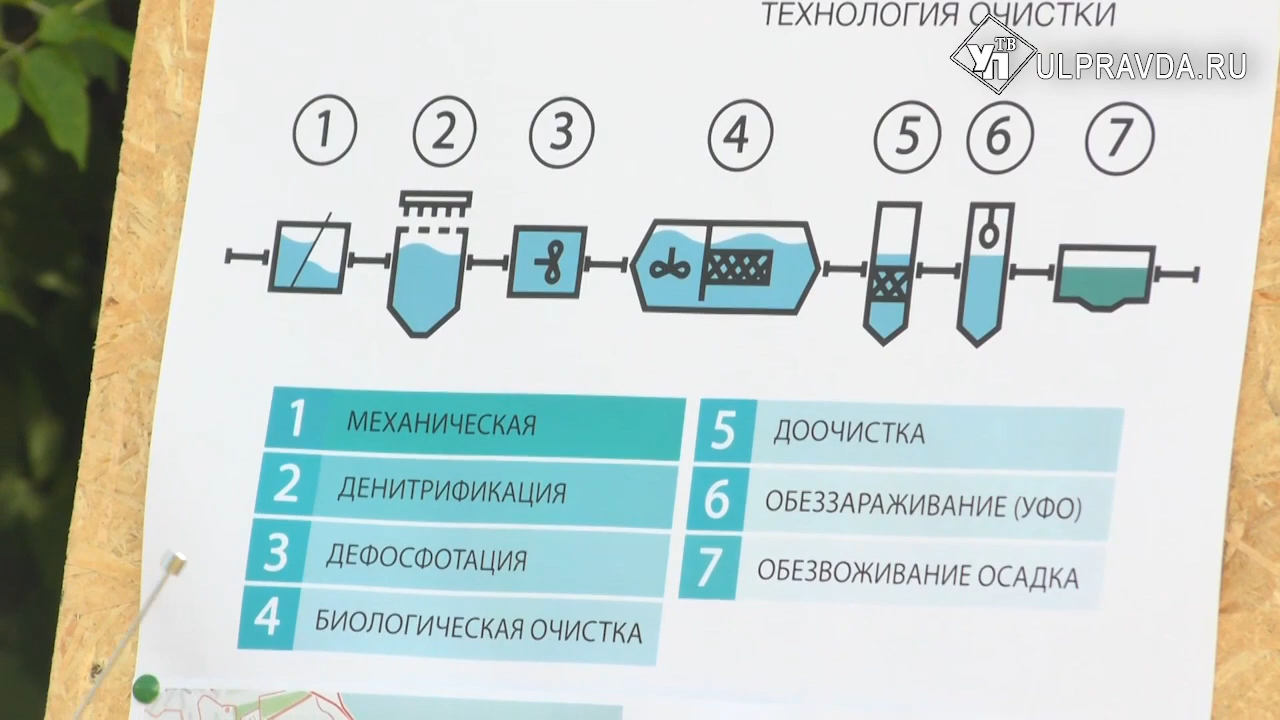 ТЕХНОЛОГИЯ ОЧИСТКИ
УП ТВ
ULPRAVDA.RU
1 2 3 4 5 6 7
1 МЕХАНИЧЕСКАЯ
2 ДЕНИТРИФИКАЦИЯ
3 ДЕФОСФОТАЦИЯ
4 БИОЛОГИЧЕСКАЯ ОЧИСТКА
5 ДООЧИСТКА
6 ОБЕЗЗАРАЖИВАНИЕ (УФО)
7 ОБЕЗВОЖИВАНИЕ ОСАДКА